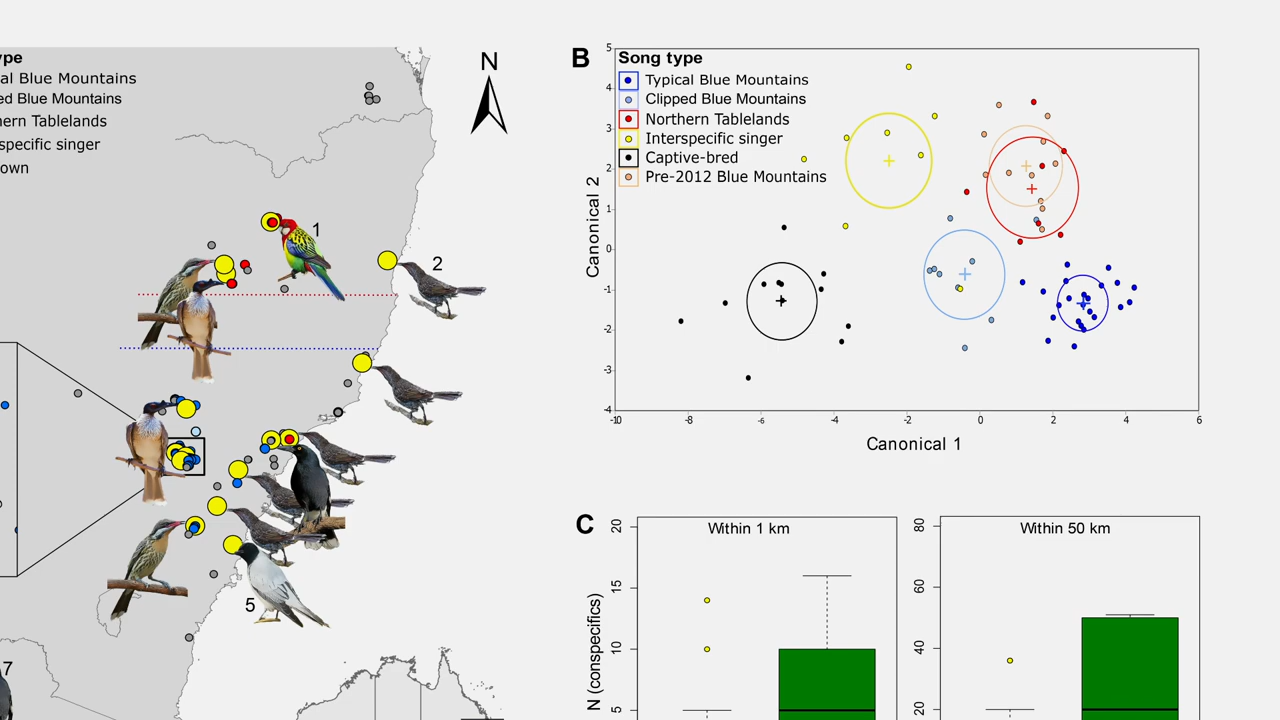 ype
al Blue Mountains
ed Blue Mountains
hern Tablelands
specific singer
own
N
1
2
5
7
B
Song type
Typical Blue Mountains
Clipped Blue Mountains
Northern Tablelands
Interspecific singer
Captive-bred
Pre-2012 Blue Mountains
Canonical 2
5
4
3
2
1
0
-1
-2
-3
-4
-10
-8
-6
-4
-2
0
2
4
6
Canonical 1
C
Within 1 km
N (conspecifics)
20
15
10
5
Within 50 km
80
60
40
20